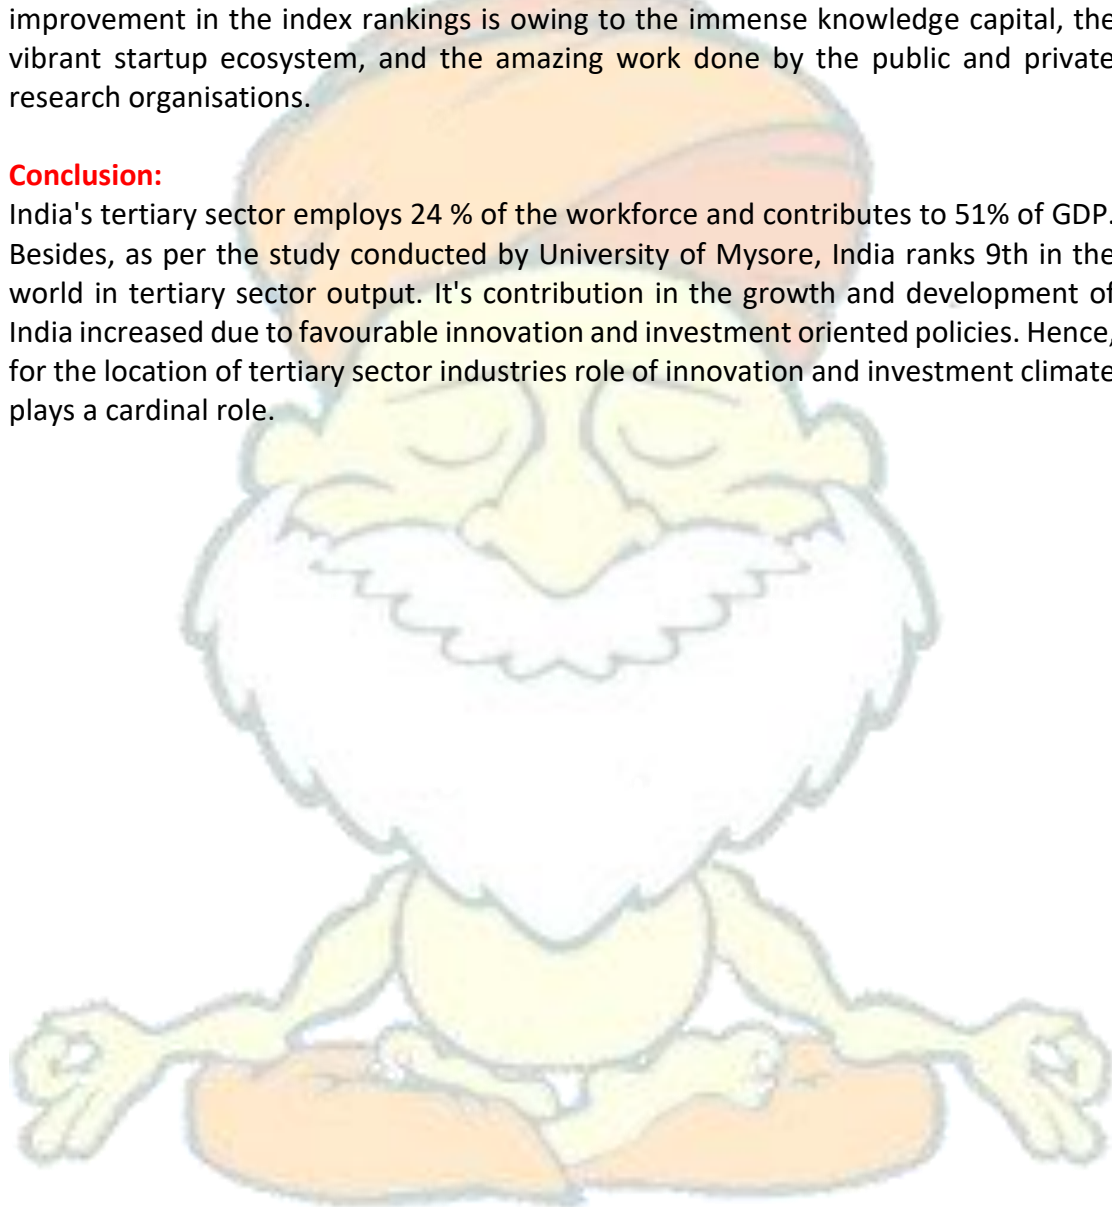 improvement in the index rankings is owing to the immense knowledge capital, the
vibrant startup ecosystem, and the amazing work done by the public and private
research organisations.
Conclusion:
India's tertiary sector employs 24 % of the workforce and contributes to 51% of GDP.
Besides, as per the study conducted by University of Mysore, India ranks 9th in the
world in tertiary sector output. It's contribution in the growth and development of
India increased due to favourable innovation and investment oriented policies. Hence,
for the location of tertiary sector industries role of innovation and investment climate
plays a cardinal role.